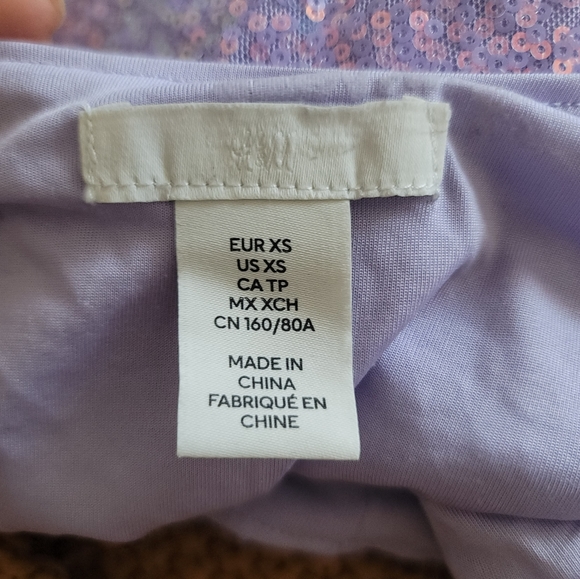 H&M
EUR XS
US XS
CA TP
MX XCH
CN 160/80A
MADE IN
CHINA
FABRIQUÉ EN
CHINE